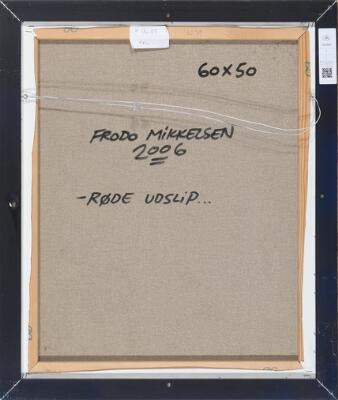 60x50
FRODO MIKKELSEN
2006
-RØDE UDSLIP...